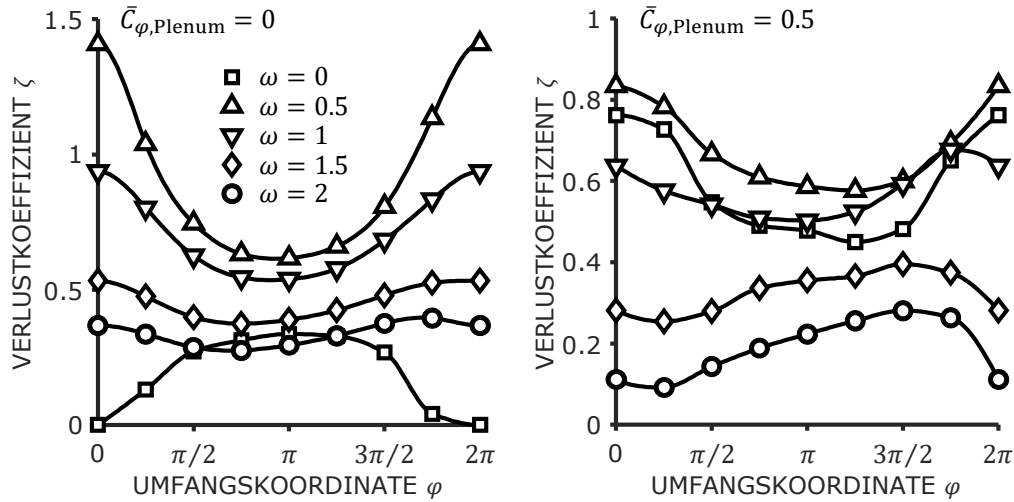 C̄φ,Plenum = 0
1.5
1
0.5
0
VERLUSTKOEFFIZIENT ζ
ω = 0
ω = 0.5
ω = 1
ω = 1.5
ω = 2
0 π/2 π 3π/2 2π
UMFANGSKOORDINATE φ
C̄φ,Plenum = 0.5
1
0.8
0.6
0.4
0.2
0
VERLUSTKOEFFIZIENT ζ
0 π/2 π 3π/2 2π
UMFANGSKOORDINATE φ